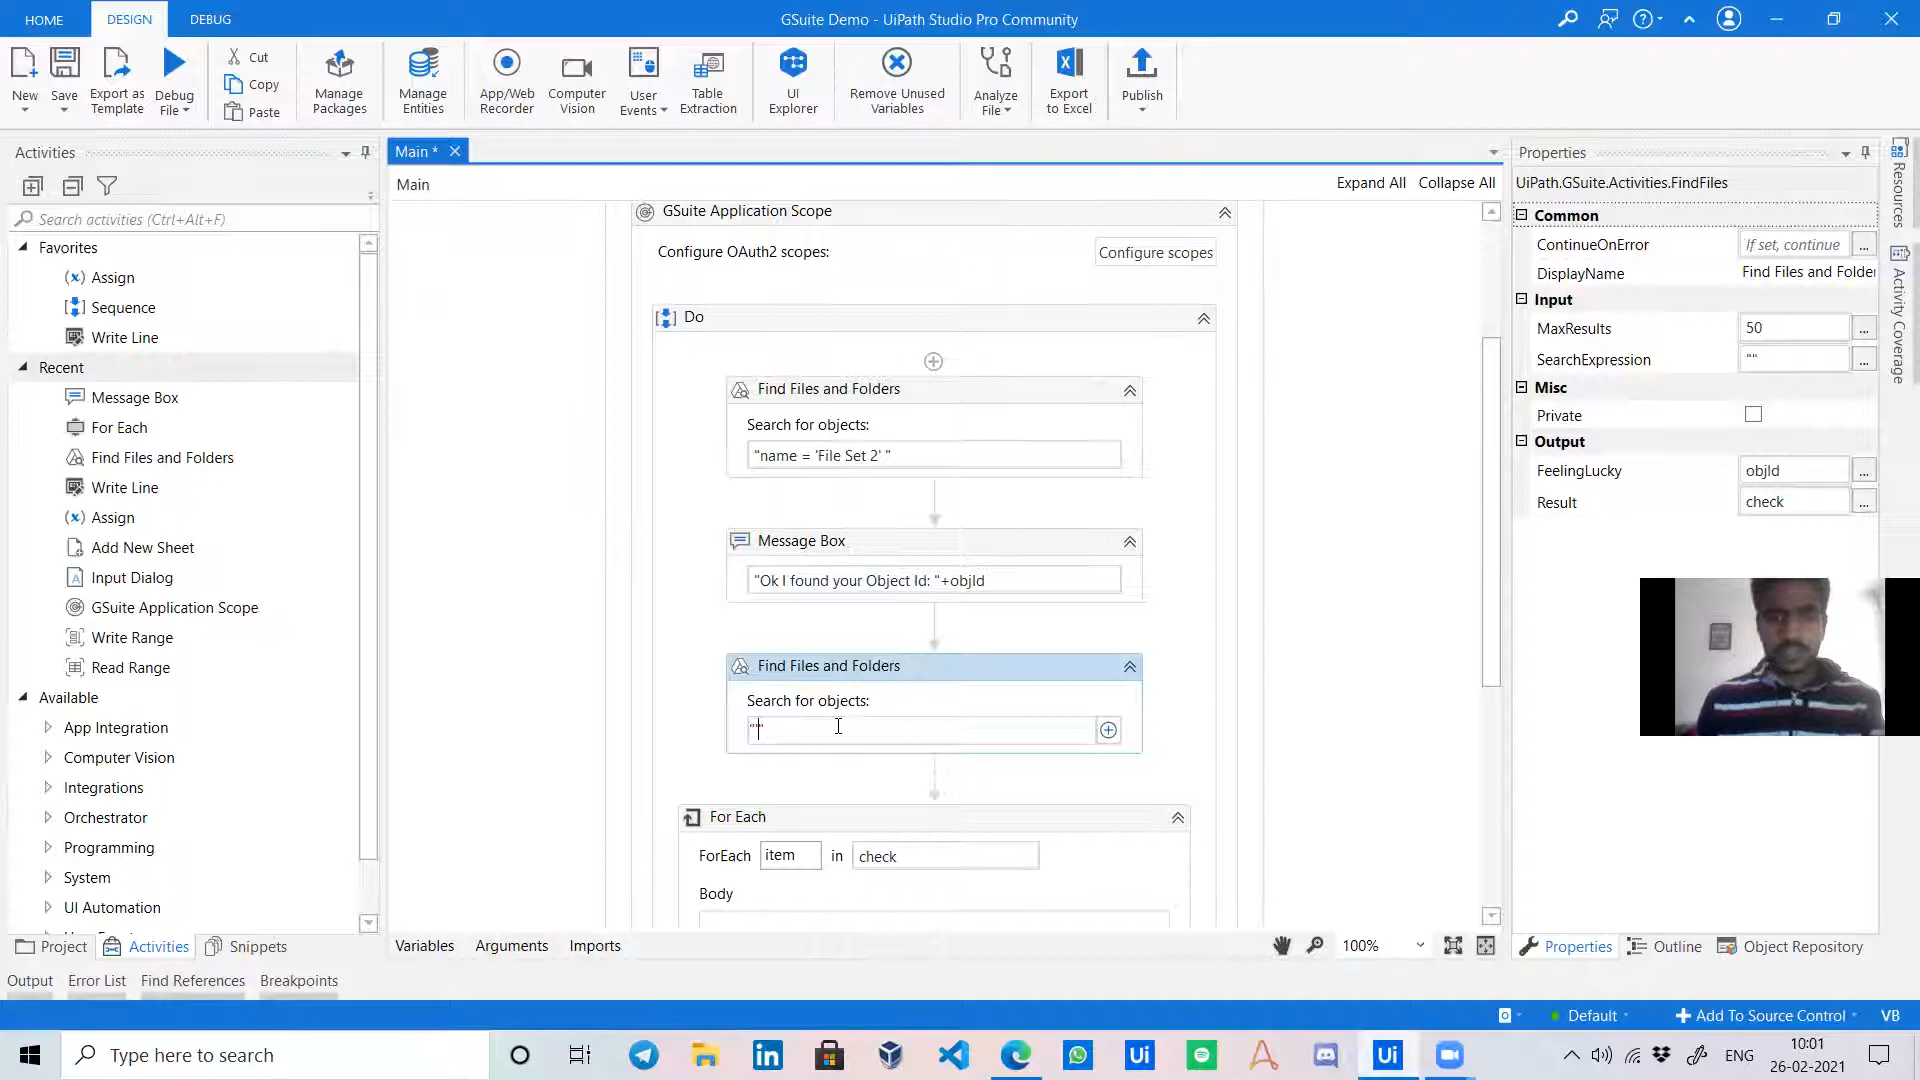 HOME DESIGN DEBUG GSuite Demo - UiPath Studio Pro Community
New Save Export as Template Debug File Cut Copy Paste Manage Packages Manage Entities App/Web Recorder Computer Vision User Events Table Extraction UI Explorer Remove Unused Variables Analyze File Export to Excel Publish
Activities
Search activities (Ctrl+Alt+F)
Favorites
Assign
Sequence
Write Line
Recent
Message Box
For Each
Find Files and Folders
Write Line
Assign
Add New Sheet
Input Dialog
GSuite Application Scope
Write Range
Read Range
Available
App Integration
Computer Vision
Integrations
Orchestrator
Programming
System
UI Automation
Project Activities Snippets
Main *
Main Expand All Collapse All
GSuite Application Scope
Configure OAuth2 scopes: Configure scopes
Do
Find Files and Folders
Search for objects:
"name = 'File Set 2' "
Message Box
"Ok I found your Object Id: "+objId
Find Files and Folders
Search for objects:
""
For Each
ForEach item in check
Body
Variables Arguments Imports 100%
Properties
UiPath.GSuite.Activities.FindFiles
Common
ContinueOnError If set, continue ...
DisplayName Find Files and Folder
Input
MaxResults 50 ...
SearchExpression "" ...
Misc
Private
Output
FeelingLucky objId ...
Result check ...
Properties Outline Object Repository
Resources
Activity Coverage
Output Error List Find References Breakpoints
Default Add To Source Control VB
Type here to search
Ui Ui
ENG 10:01
26-02-2021